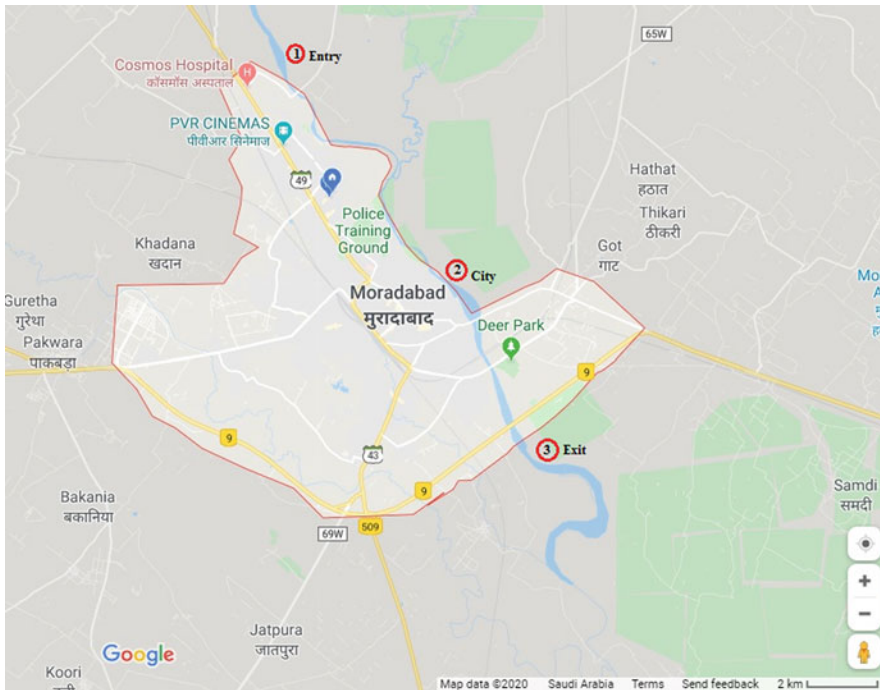 1 Entry
65W
Cosmos Hospital
कॉसमॉस अस्पताल
H
PVR CINEMAS
पीवीआर सिनेमाज
49
Police
Training
Ground
Hathat
हठात
Thikari
ठीकरी
Khadana
खदान
Got
गाट
2 City
Moradabad
मुरादाबाद
Guretha
गुरेथा
Pakwara
पाकबड़ा
Deer Park
9
9
3 Exit
43
9
Bakania
बकानिया
Samdi
समदी
509
69W
Jatpura
जातपुरा
Google
Koori
Map data ©2020 Saudi Arabia Terms Send feedback 2 km